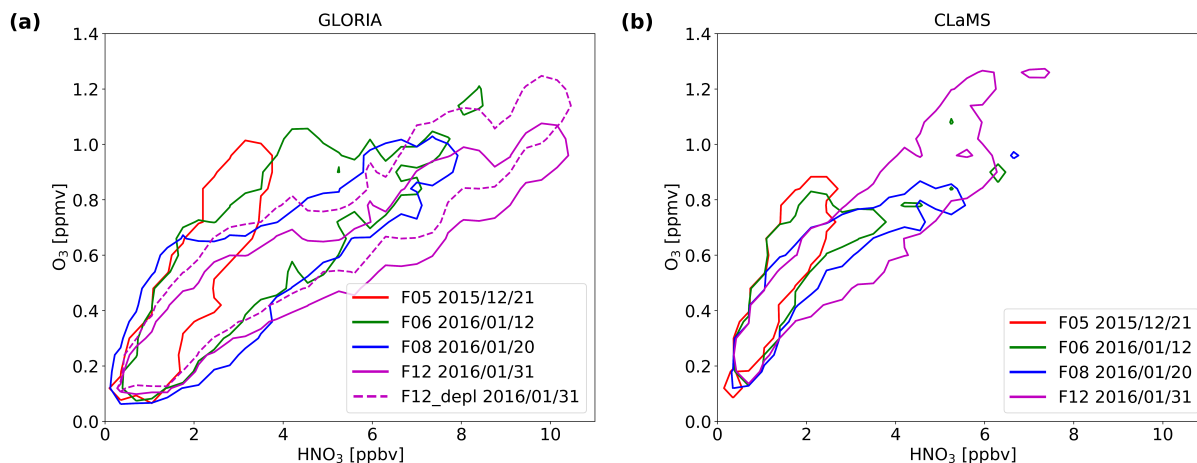 (a)
GLORIA
O3 [ppmv]
1.4
1.2
1.0
0.8
0.6
0.4
0.2
0.0
0
2
4
6
8
10
HNO3 [ppbv]
F05 2015/12/21
F06 2016/01/12
F08 2016/01/20
F12 2016/01/31
F12_depl 2016/01/31
(b)
CLaMS
O3 [ppmv]
1.4
1.2
1.0
0.8
0.6
0.4
0.2
0.0
0
2
4
6
8
10
HNO3 [ppbv]
F05 2015/12/21
F06 2016/01/12
F08 2016/01/20
F12 2016/01/31